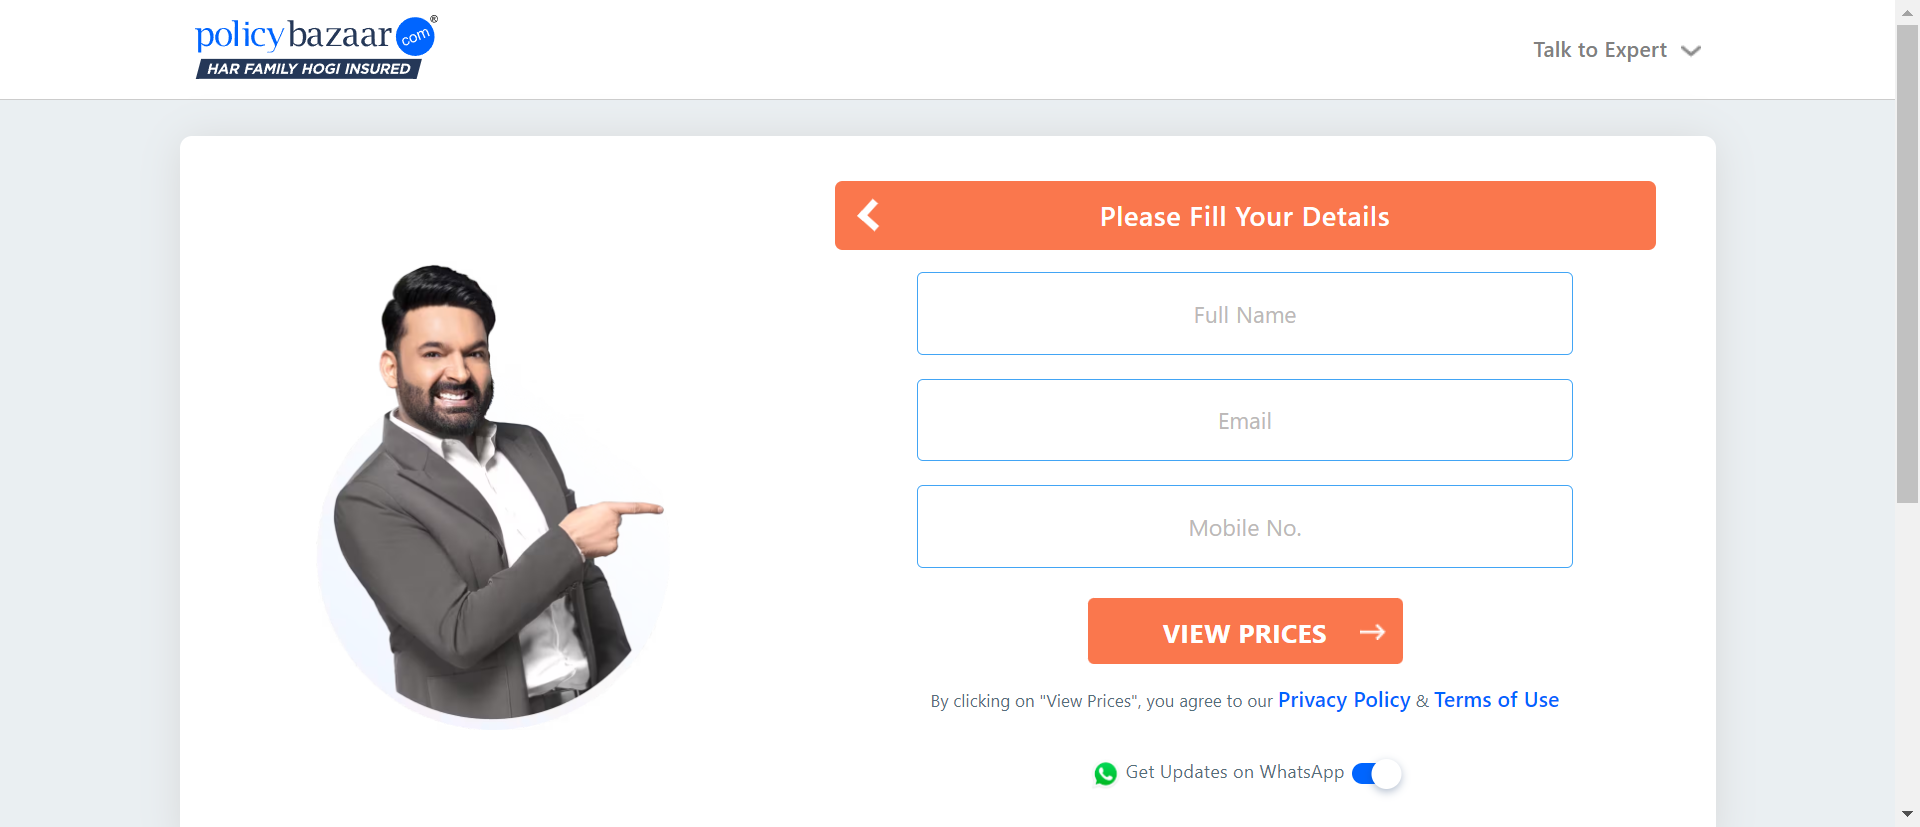 policybazaar.com®
HAR FAMILY HOGI INSURED
Talk to Expert
Please Fill Your Details
Full Name
Email
Mobile No.
VIEW PRICES
By clicking on "View Prices", you agree to our Privacy Policy & Terms of Use
Get Updates on WhatsApp